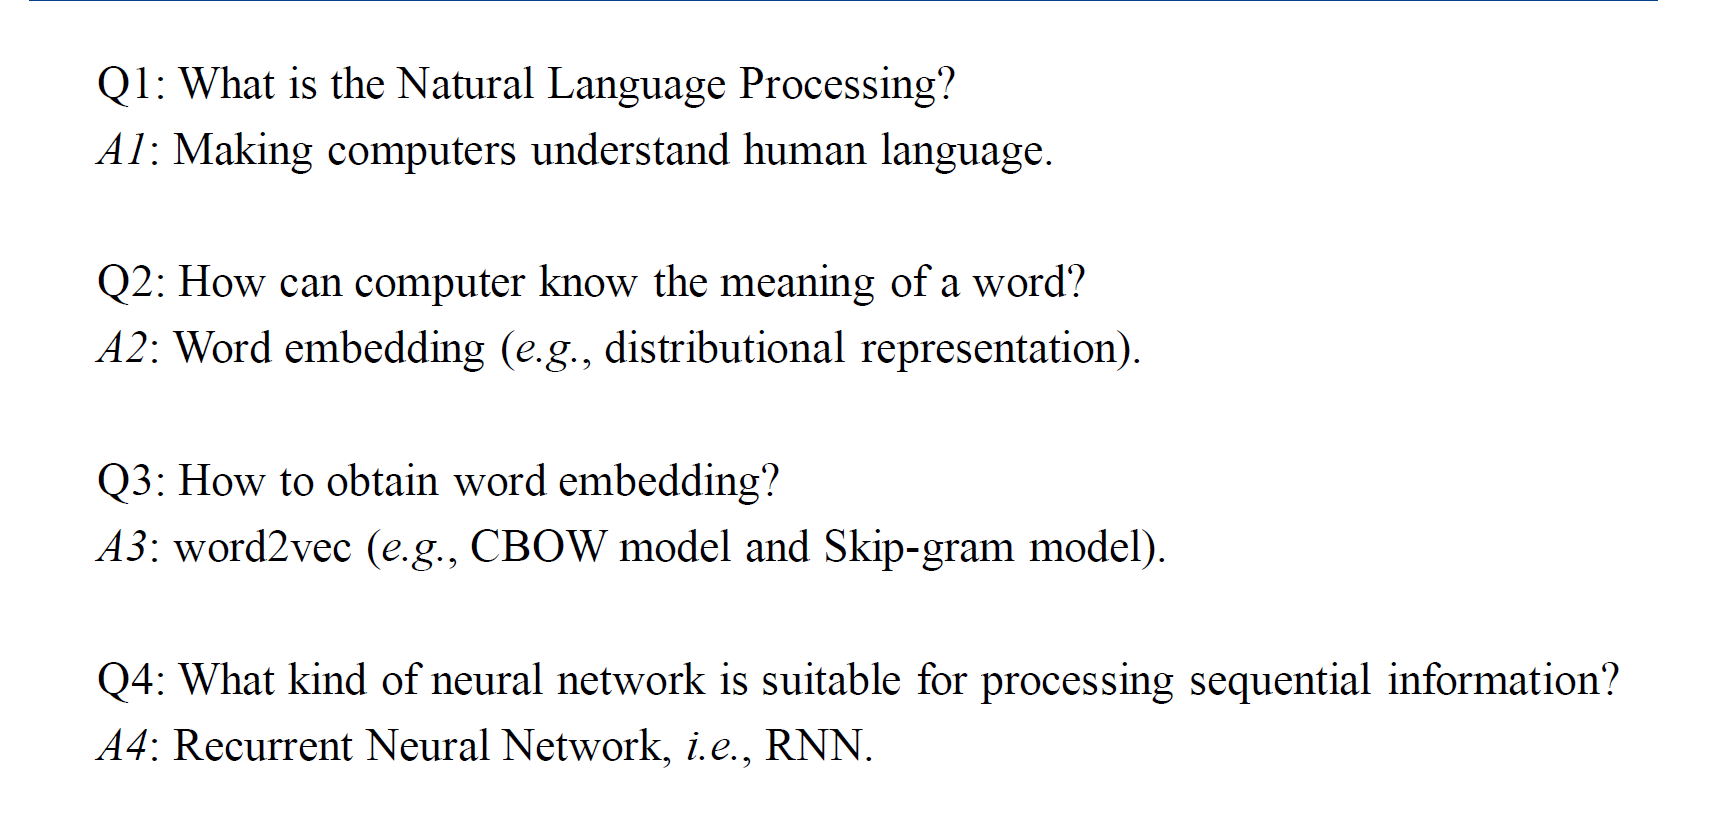 Q1: What is the Natural Language Processing?
A1: Making computers understand human language.
Q2: How can computer know the meaning of a word?
A2: Word embedding (e.g., distributional representation).
Q3: How to obtain word embedding?
A3: word2vec (e.g., CBOW model and Skip-gram model).
Q4: What kind of neural network is suitable for processing sequential information?
A4: Recurrent Neural Network, i.e., RNN.